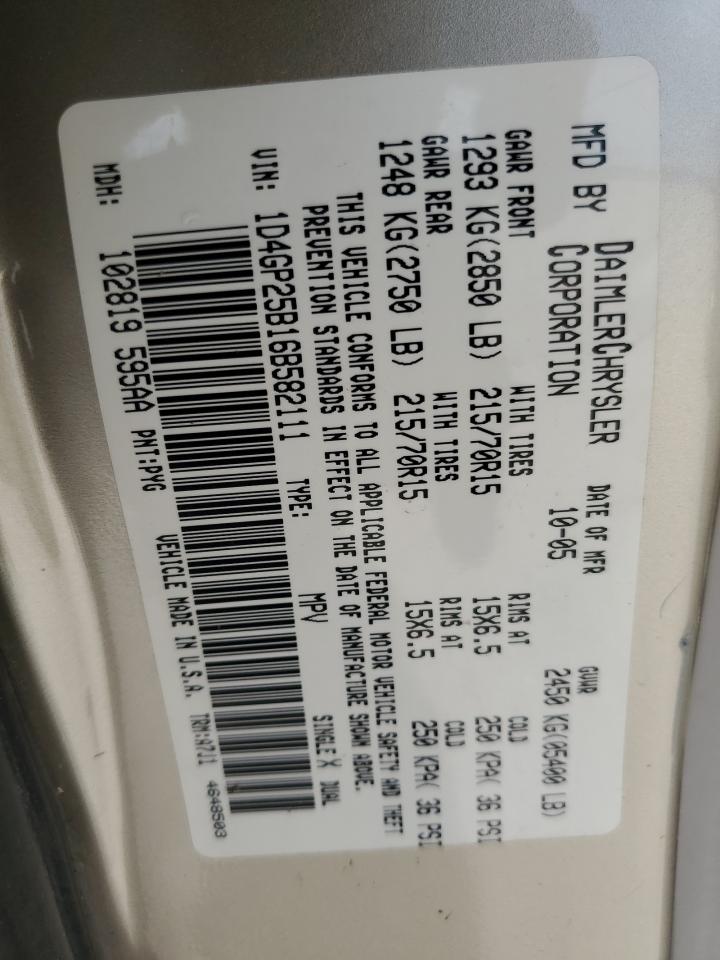 MFD BY DAIMLERCHRYSLER CORPORATION
DATE OF MFR 10-05
GVWR 2450 KG(05400 LB)
GAWR FRONT WITH TIRES RIMS AT COLD
1293 KG(2850 LB) 215/70R15 15X6.5 250 KPA( 36 PSI
GAWR REAR WITH TIRES RIMS AT COLD
1248 KG(2750 LB) 215/70R15 15X6.5 250 KPA( 36 PSI
THIS VEHICLE CONFORMS TO ALL APPLICABLE FEDERAL MOTOR VEHICLE SAFETY AND THEFT
PREVENTION STANDARDS IN EFFECT ON THE DATE OF MANUFACTURE SHOWN ABOVE.
VIN: 1D4GP25B16B582111 TYPE: MPV SINGLE X DUAL
MDH: 102819 595AA PNT:PYG VEHICLE MADE IN U.S.A. TRM:A7J1 4648503